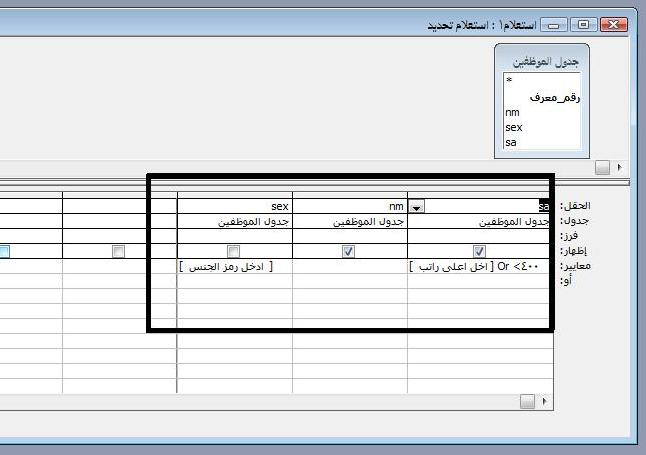 استعلام١ : استعلام تحديد
جدول الموظفين
*
رقم_معرف
nm
sex
sa
الحقل: sa nm sex
جدول: جدول الموظفين جدول الموظفين جدول الموظفين
فرز:
إظهار:
معايير: [ اخل اعلى راتب ] Or <٤٠٠ [ ادخل رمز الجنس ]
أو: